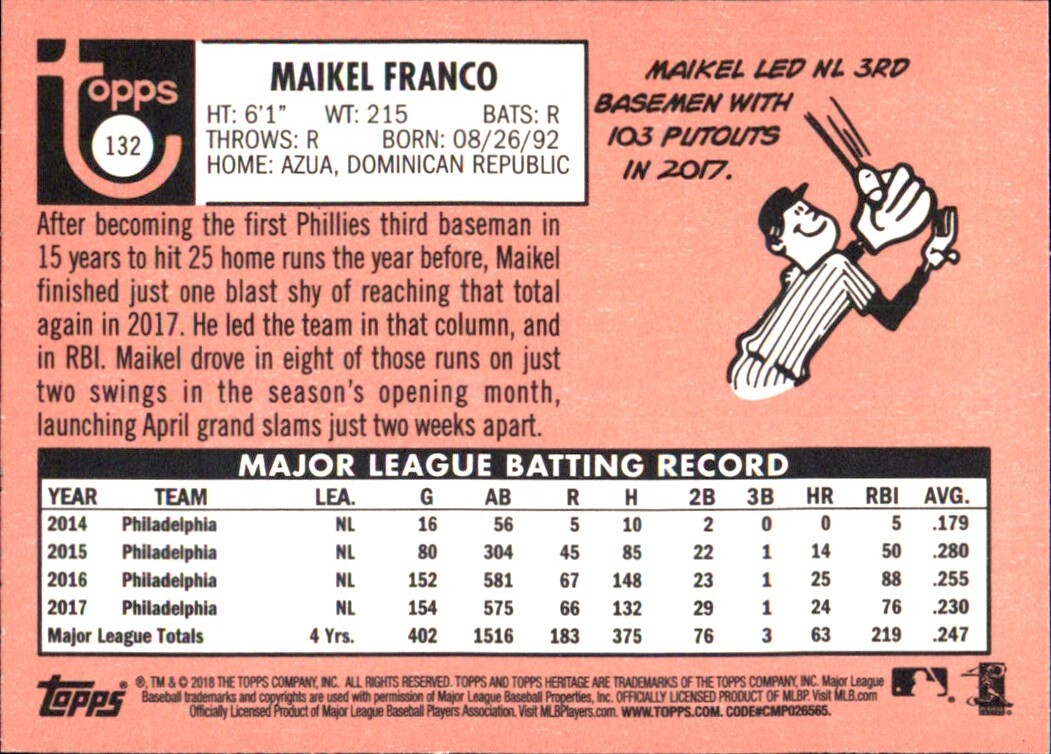 topps
132
MAIKEL FRANCO
HT: 6'1" WT: 215 BATS: R
THROWS: R BORN: 08/26/92
HOME: AZUA, DOMINICAN REPUBLIC
MAIKEL LED NL 3RD
BASEMEN WITH
103 PUTOUTS
IN 2017.
After becoming the first Phillies third baseman in
15 years to hit 25 home runs the year before, Maikel
finished just one blast shy of reaching that total
again in 2017. He led the team in that column, and
in RBI. Maikel drove in eight of those runs on just
two swings in the season's opening month,
launching April grand slams just two weeks apart.
MAJOR LEAGUE BATTING RECORD
YEAR TEAM LEA. G AB R H 2B 3B HR RBI AVG.
2014 Philadelphia NL 16 56 5 10 2 0 0 5 .179
2015 Philadelphia NL 80 304 45 85 22 1 14 50 .280
2016 Philadelphia NL 152 581 67 148 23 1 25 88 .255
2017 Philadelphia NL 154 575 66 132 29 1 24 76 .230
Major League Totals 4 Yrs. 402 1516 183 375 76 3 63 219 .247
Topps ®
®, TM & © 2018 THE TOPPS COMPANY, INC. ALL RIGHTS RESERVED. TOPPS AND TOPPS HERITAGE ARE TRADEMARKS OF THE TOPPS COMPANY, INC. Major League
Baseball trademarks and copyrights are used with permission of Major League Baseball Properties, Inc. OFFICIALLY LICENSED PRODUCT OF MLBP. Visit MLB.com
Officially Licensed Product of Major League Baseball Players Association. Visit MLBPlayers.com. WWW.TOPPS.COM. CODE#CMP026565.